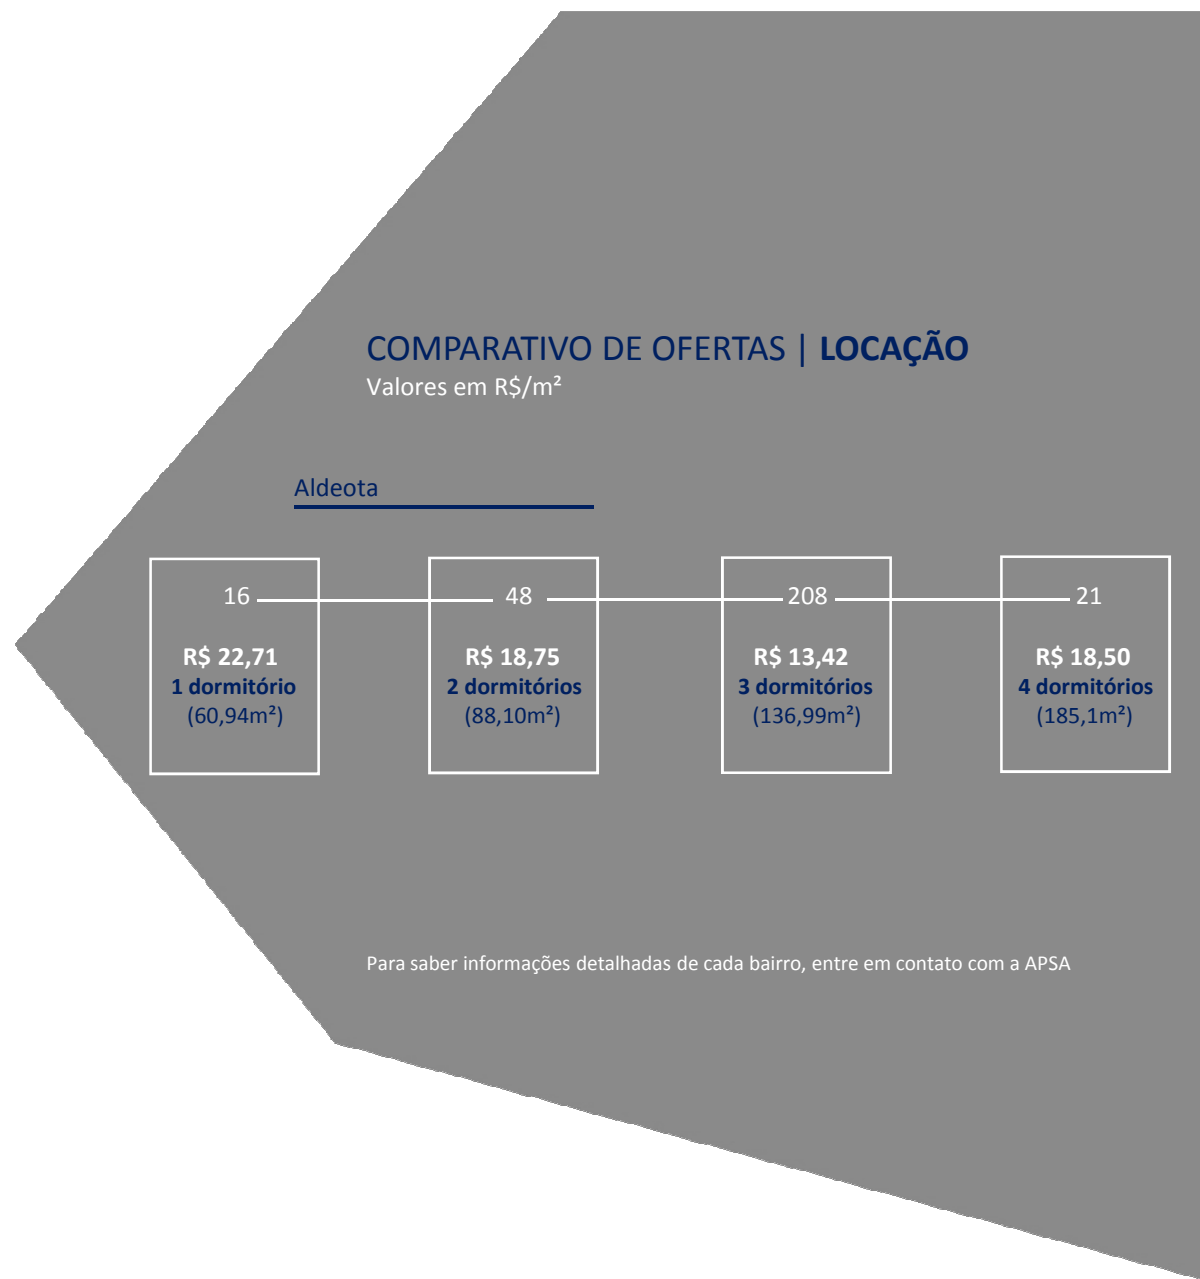 COMPARATIVO DE OFERTAS | LOCAÇÃO
Valores em R$/m²
Aldeota
16
R$ 22,71
1 dormitório
(60,94m²)
48
R$ 18,75
2 dormitórios
(88,10m²)
208
R$ 13,42
3 dormitórios
(136,99m²)
21
R$ 18,50
4 dormitórios
(185,1m²)
Para saber informações detalhadas de cada bairro, entre em contato com a APSA